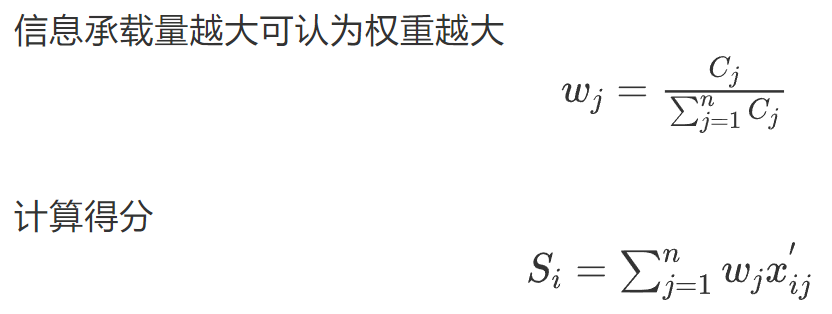 信息承载量越大可认为权重越大
w_j = \frac{C_j}{\sum_{j=1}^{n} C_j}
计算得分
S_i = \sum_{j=1}^{n} w_j x_{ij}^{'}